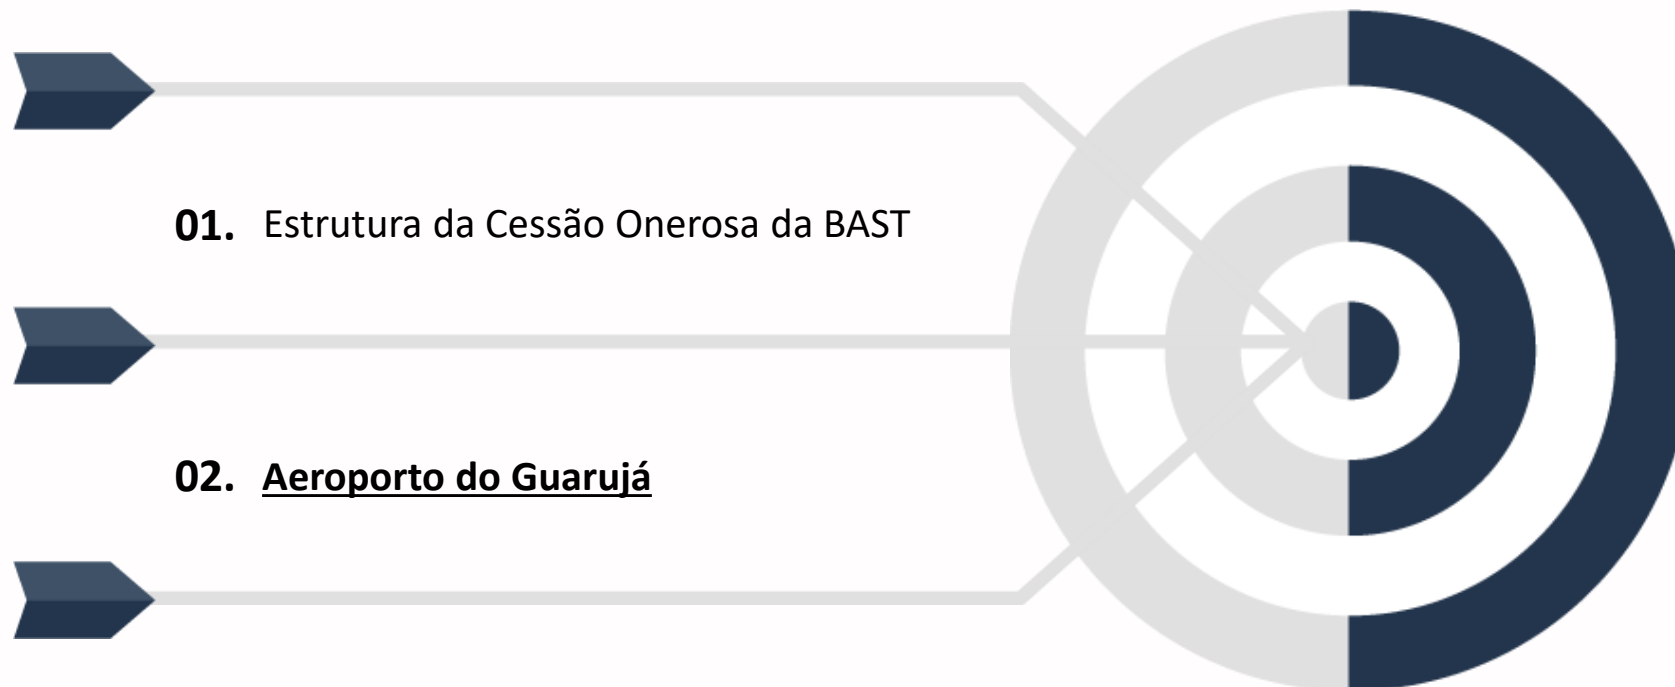 01. Estrutura da Cessão Onerosa da BAST
02. Aeroporto do Guarujá